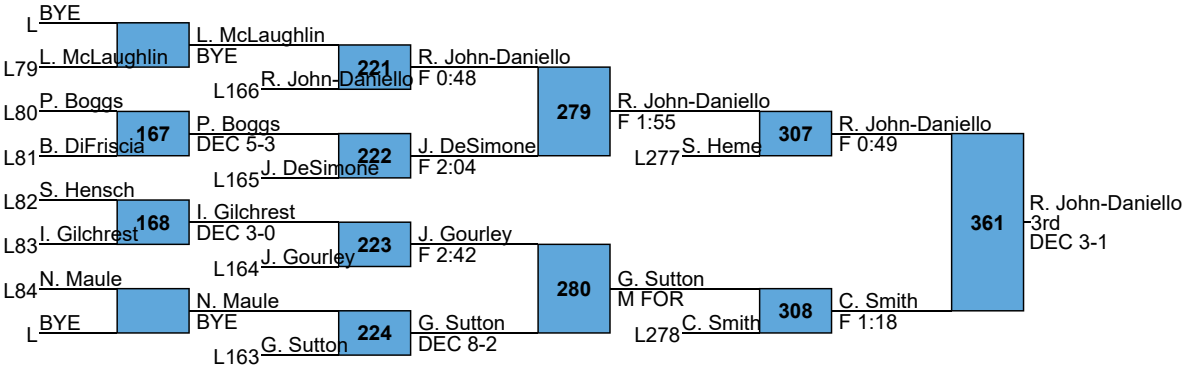 BYE
L
L. McLaughlin
BYE
L79 L. McLaughlin
221
R. John-Daniello
F 0:48
L166 R. John-Daniello
L80 P. Boggs
167
P. Boggs
DEC 5-3
L81 B. DiFriscia
222
J. DeSimone
F 2:04
L165 J. DeSimone
279
R. John-Daniello
F 1:55
L277 S. Heme
307
R. John-Daniello
F 0:49
L82 S. Hensch
168
I. Gilchrest
DEC 3-0
L83 I. Gilchrest
223
J. Gourley
F 2:42
L164 J. Gourley
L84 N. Maule
N. Maule
BYE
L BYE
224
G. Sutton
DEC 8-2
L163 G. Sutton
280
G. Sutton
M FOR
L278 C. Smith
308
C. Smith
F 1:18
361
R. John-Daniello
3rd
DEC 3-1